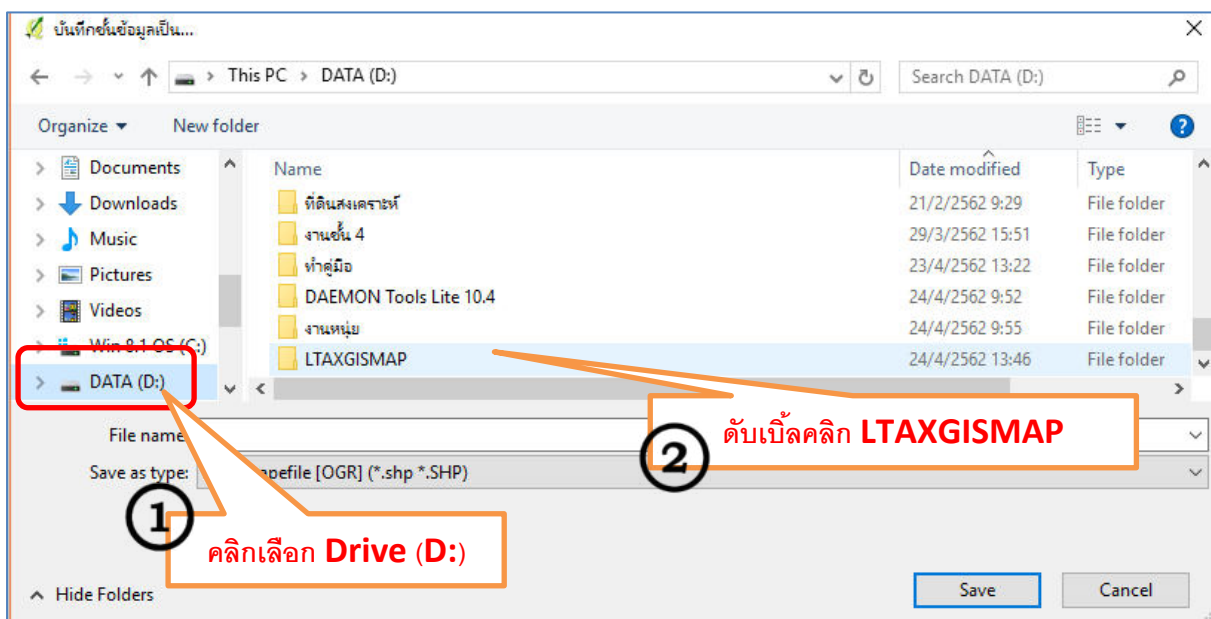 บันทึกชั้นข้อมูลเป็น...
This PC > DATA (D:)
Search DATA (D:)
Organize
New folder
Documents
Downloads
Music
Pictures
Videos
Win 8.1 OS (C:)
DATA (D:)
Name Date modified Type
ที่ดินสงเคราะห์ 21/2/2562 9:29 File folder
งานชั้น 4 29/3/2562 15:51 File folder
ทำคู่มือ 23/4/2562 13:22 File folder
DAEMON Tools Lite 10.4 24/4/2562 9:52 File folder
งานหนุ่ย 24/4/2562 9:55 File folder
LTAXGISMAP 24/4/2562 13:46 File folder
File name
Save as type: apefile [OGR] (*.shp *.SHP)
2 ดับเบิ้ลคลิก LTAXGISMAP
1 คลิกเลือก Drive (D:)
Hide Folders
Save
Cancel